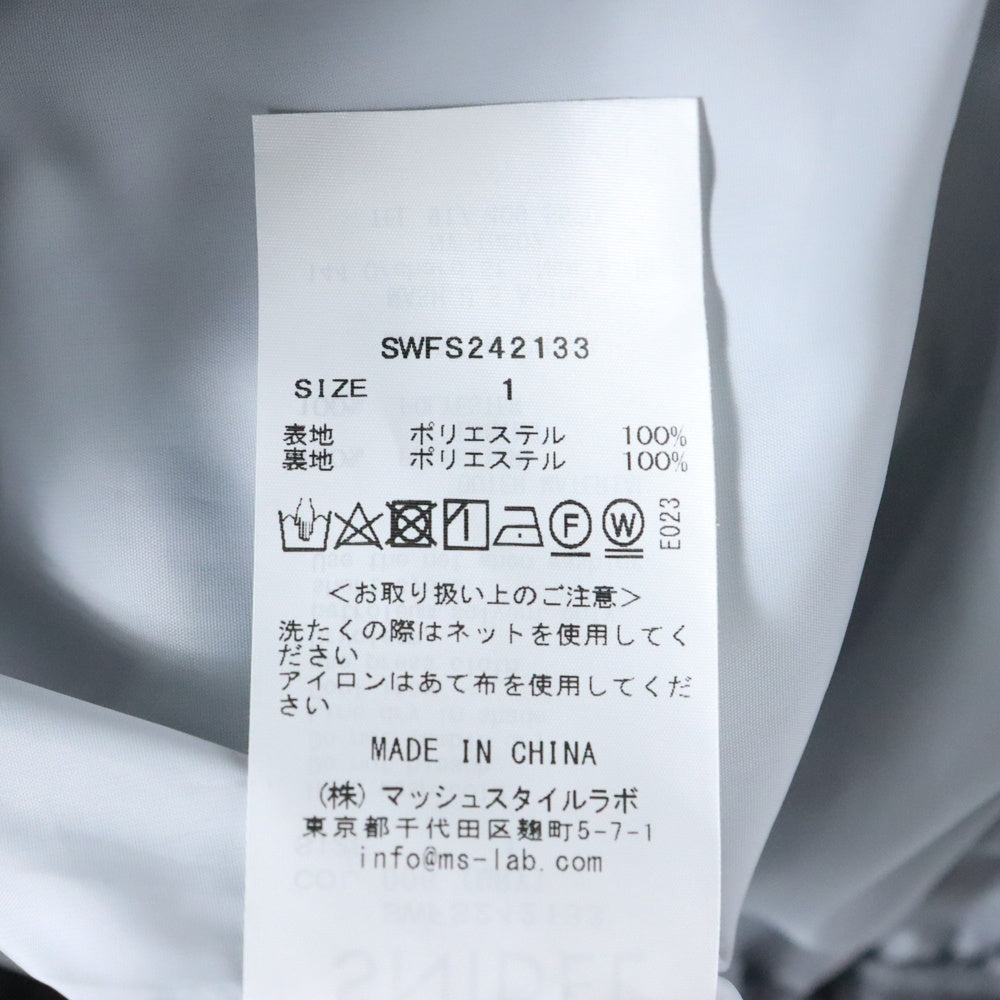 SWFS242133
SIZE 1
表地 ポリエステル 100%
裏地 ポリエステル 100%
F W E023
<お取り扱い上のご注意>
洗たくの際はネットを使用してく
ださい
アイロンはあて布を使用してくだ
さい
MADE IN CHINA
(株)マッシュスタイルラボ
東京都千代田区麹町5-7-1
info@ms-lab.com